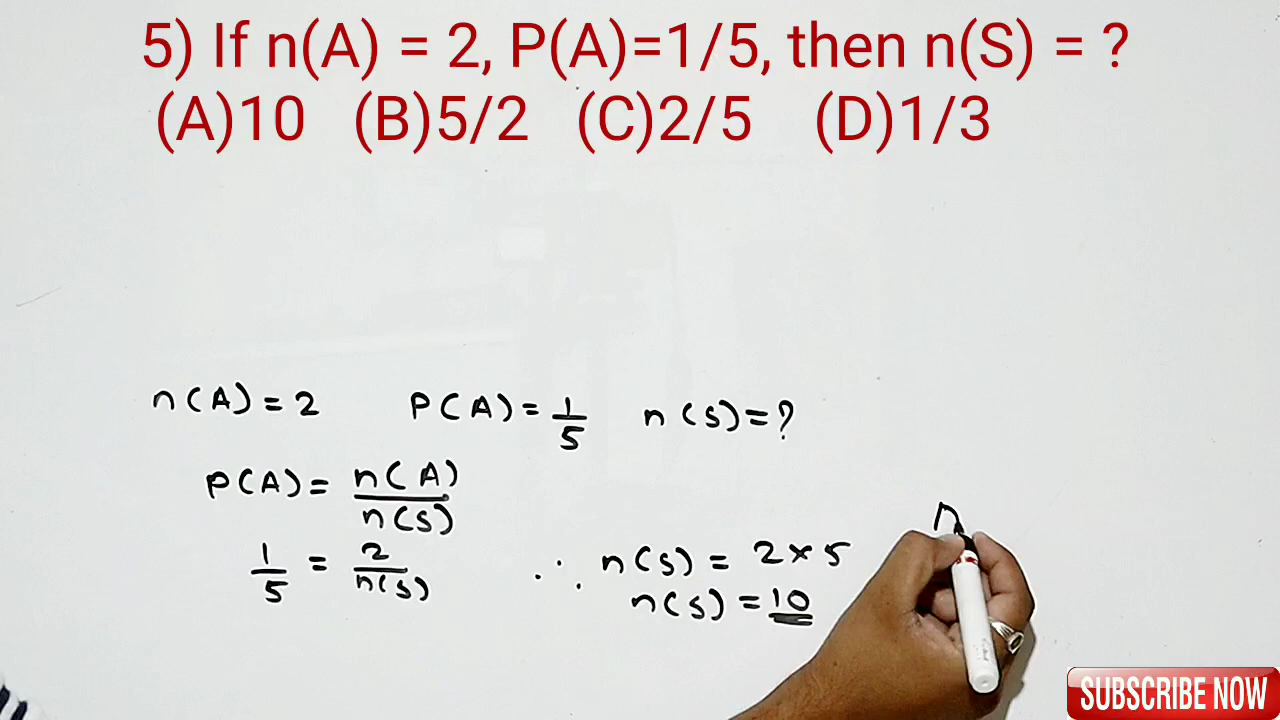 5) If n(A) = 2, P(A)=1/5, then n(S) = ?
(A)10 (B)5/2 (C)2/5 (D)1/3
n(A)=2 P(A)=1/5 n(s)=?
P(A)= n(A)/n(s)
1/5 = 2/n(s) ∴ n(s) = 2×5
n(s) =10
n
SUBSCRIBE NOW